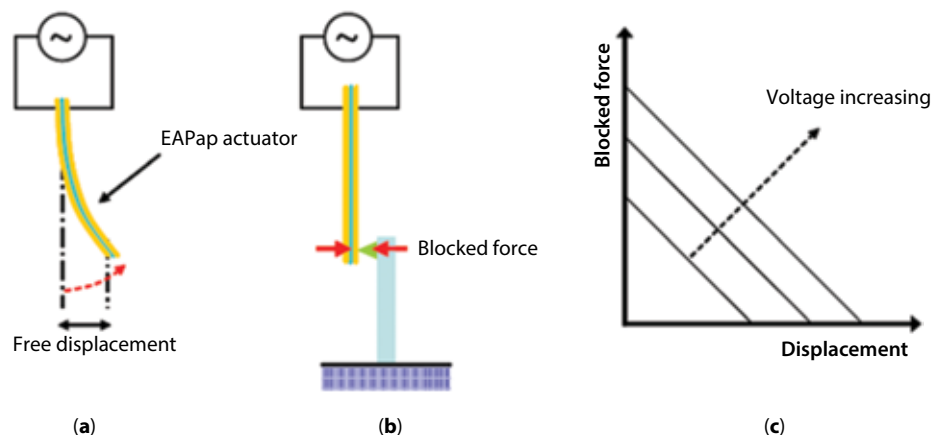 ~
EAPap actuator
Free displacement
(a)
~
Blocked force
(b)
Blocked force
Voltage increasing
Displacement
(c)